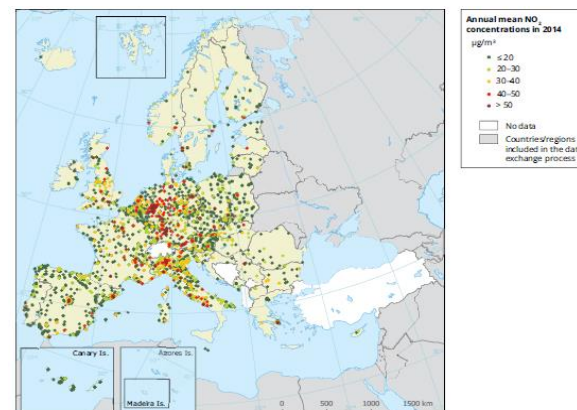 Annual mean NO₂
concentrations in 2014
µg/m³
≤ 20
20–30
30–40
40–50
> 50
No data
Countries/regions
included in the dat
exchange process
Canary Is.
Azores Is.
Madeira Is.
0 500 1000 1500 km